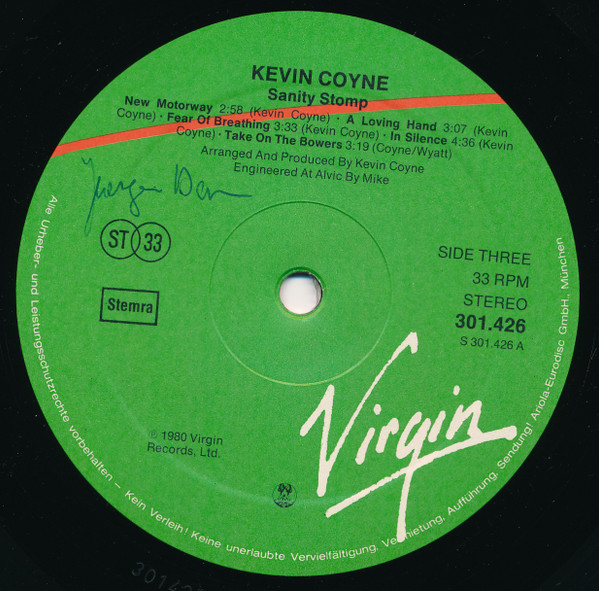 KEVIN COYNE
Sanity Stomp
New Motorway 2:58 (Kevin Coyne) · A Loving Hand 3:07 (Kevin
Coyne) · Fear Of Breathing 3:33 (Kevin Coyne) · In Silence 4:36 (Kevin
Coyne) · Take On The Bowers 3:19 (Coyne/Wyatt)
Arranged And Produced By Kevin Coyne
Engineered At Alvic By Mike
ST 33
Stemra
SIDE THREE
33 RPM
STEREO
301.426
S 301.426 A
℗ 1980 Virgin
Records, Ltd.
Virgin
Alle Urheber- und Leistungsschutzrechte vorbehalten – Kein Verleih! Keine unerlaubte Vervielfältigung, Vermietung, Aufführung, Sendung! Ariola-Eurodisc GmbH, München